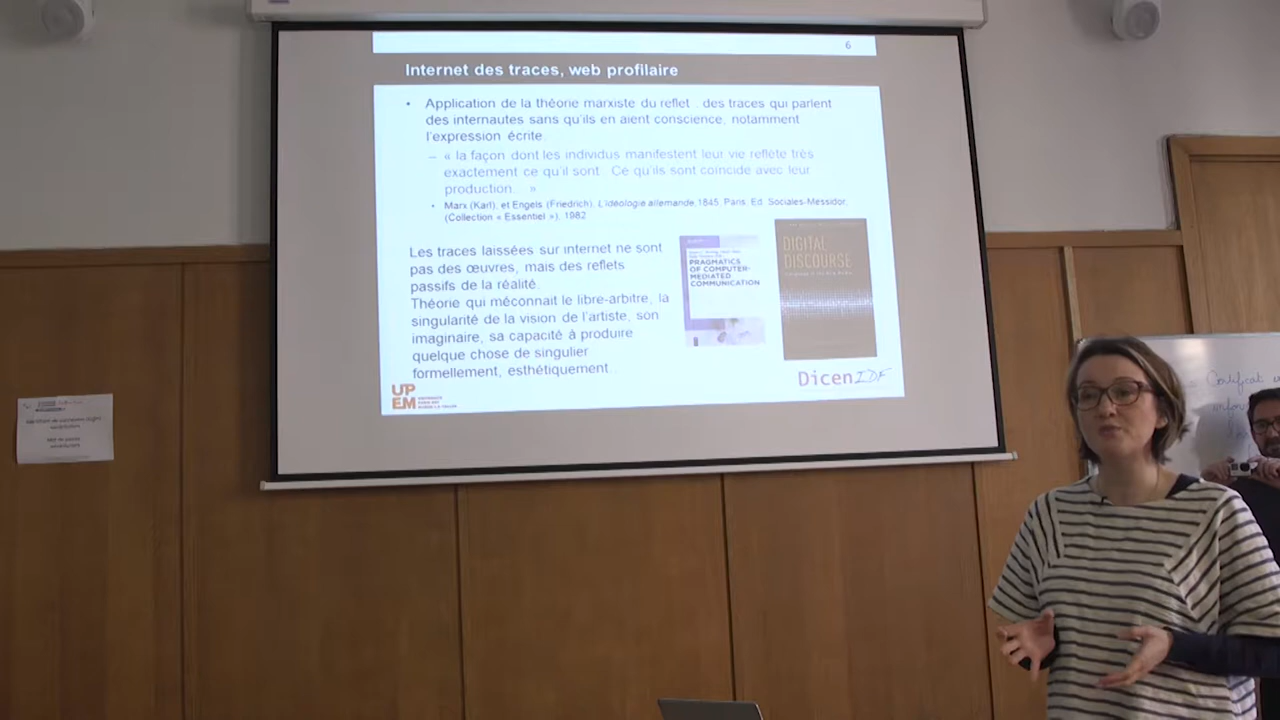 6
Internet des traces, web profilaire
• Application de la théorie marxiste du reflet : des traces qui parlent
des internautes sans qu'ils en aient conscience, notamment
l'expression écrite.
– « la façon dont les individus manifestent leur vie reflète très
exactement ce qu'il sont. Ce qu'ils sont coïncide avec leur
production... »
• Marx (Karl), et Engels (Friedrich), L'idéologie allemande,1845, Paris. Ed. Sociales-Messidor,
(Collection « Essentiel »), 1982
Les traces laissées sur internet ne sont
pas des œuvres, mais des reflets
passifs de la réalité.
Théorie qui méconnait le libre-arbitre, la
singularité de la vision de l'artiste, son
imaginaire, sa capacité à produire
quelque chose de singulier
formellement, esthétiquement...
PRAGMATICS
OF COMPUTER-
MEDIATED
COMMUNICATION
DIGITAL
DISCOURSE
UP
EM
DicenIDF
Certificat